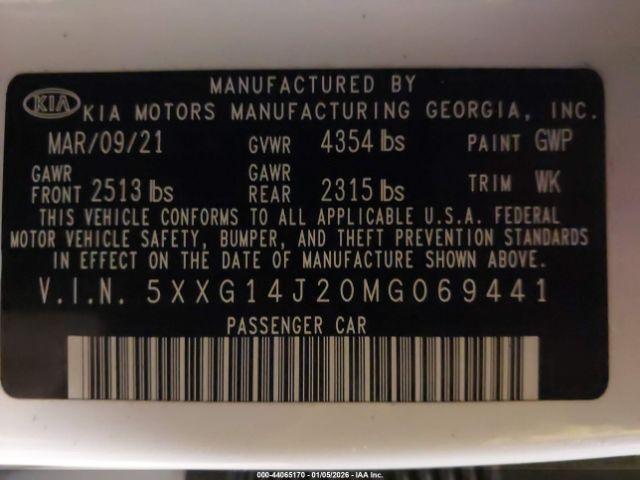 MANUFACTURED BY
KIA KIA MOTORS MANUFACTURING GEORGIA, INC.
MAR/09/21 GVWR 4354 lbs PAINT GWP
GAWR FRONT 2513 lbs GAWR REAR 2315 lbs TRIM WK
THIS VEHICLE CONFORMS TO ALL APPLICABLE U.S.A. FEDERAL
MOTOR VEHICLE SAFETY, BUMPER, AND THEFT PREVENTION STANDARDS
IN EFFECT ON THE DATE OF MANUFACTURE SHOWN ABOVE.
V.I.N. 5XXG14J20MG069441
PASSENGER CAR
000-44065170 - 01/05/2026 - IAA Inc.